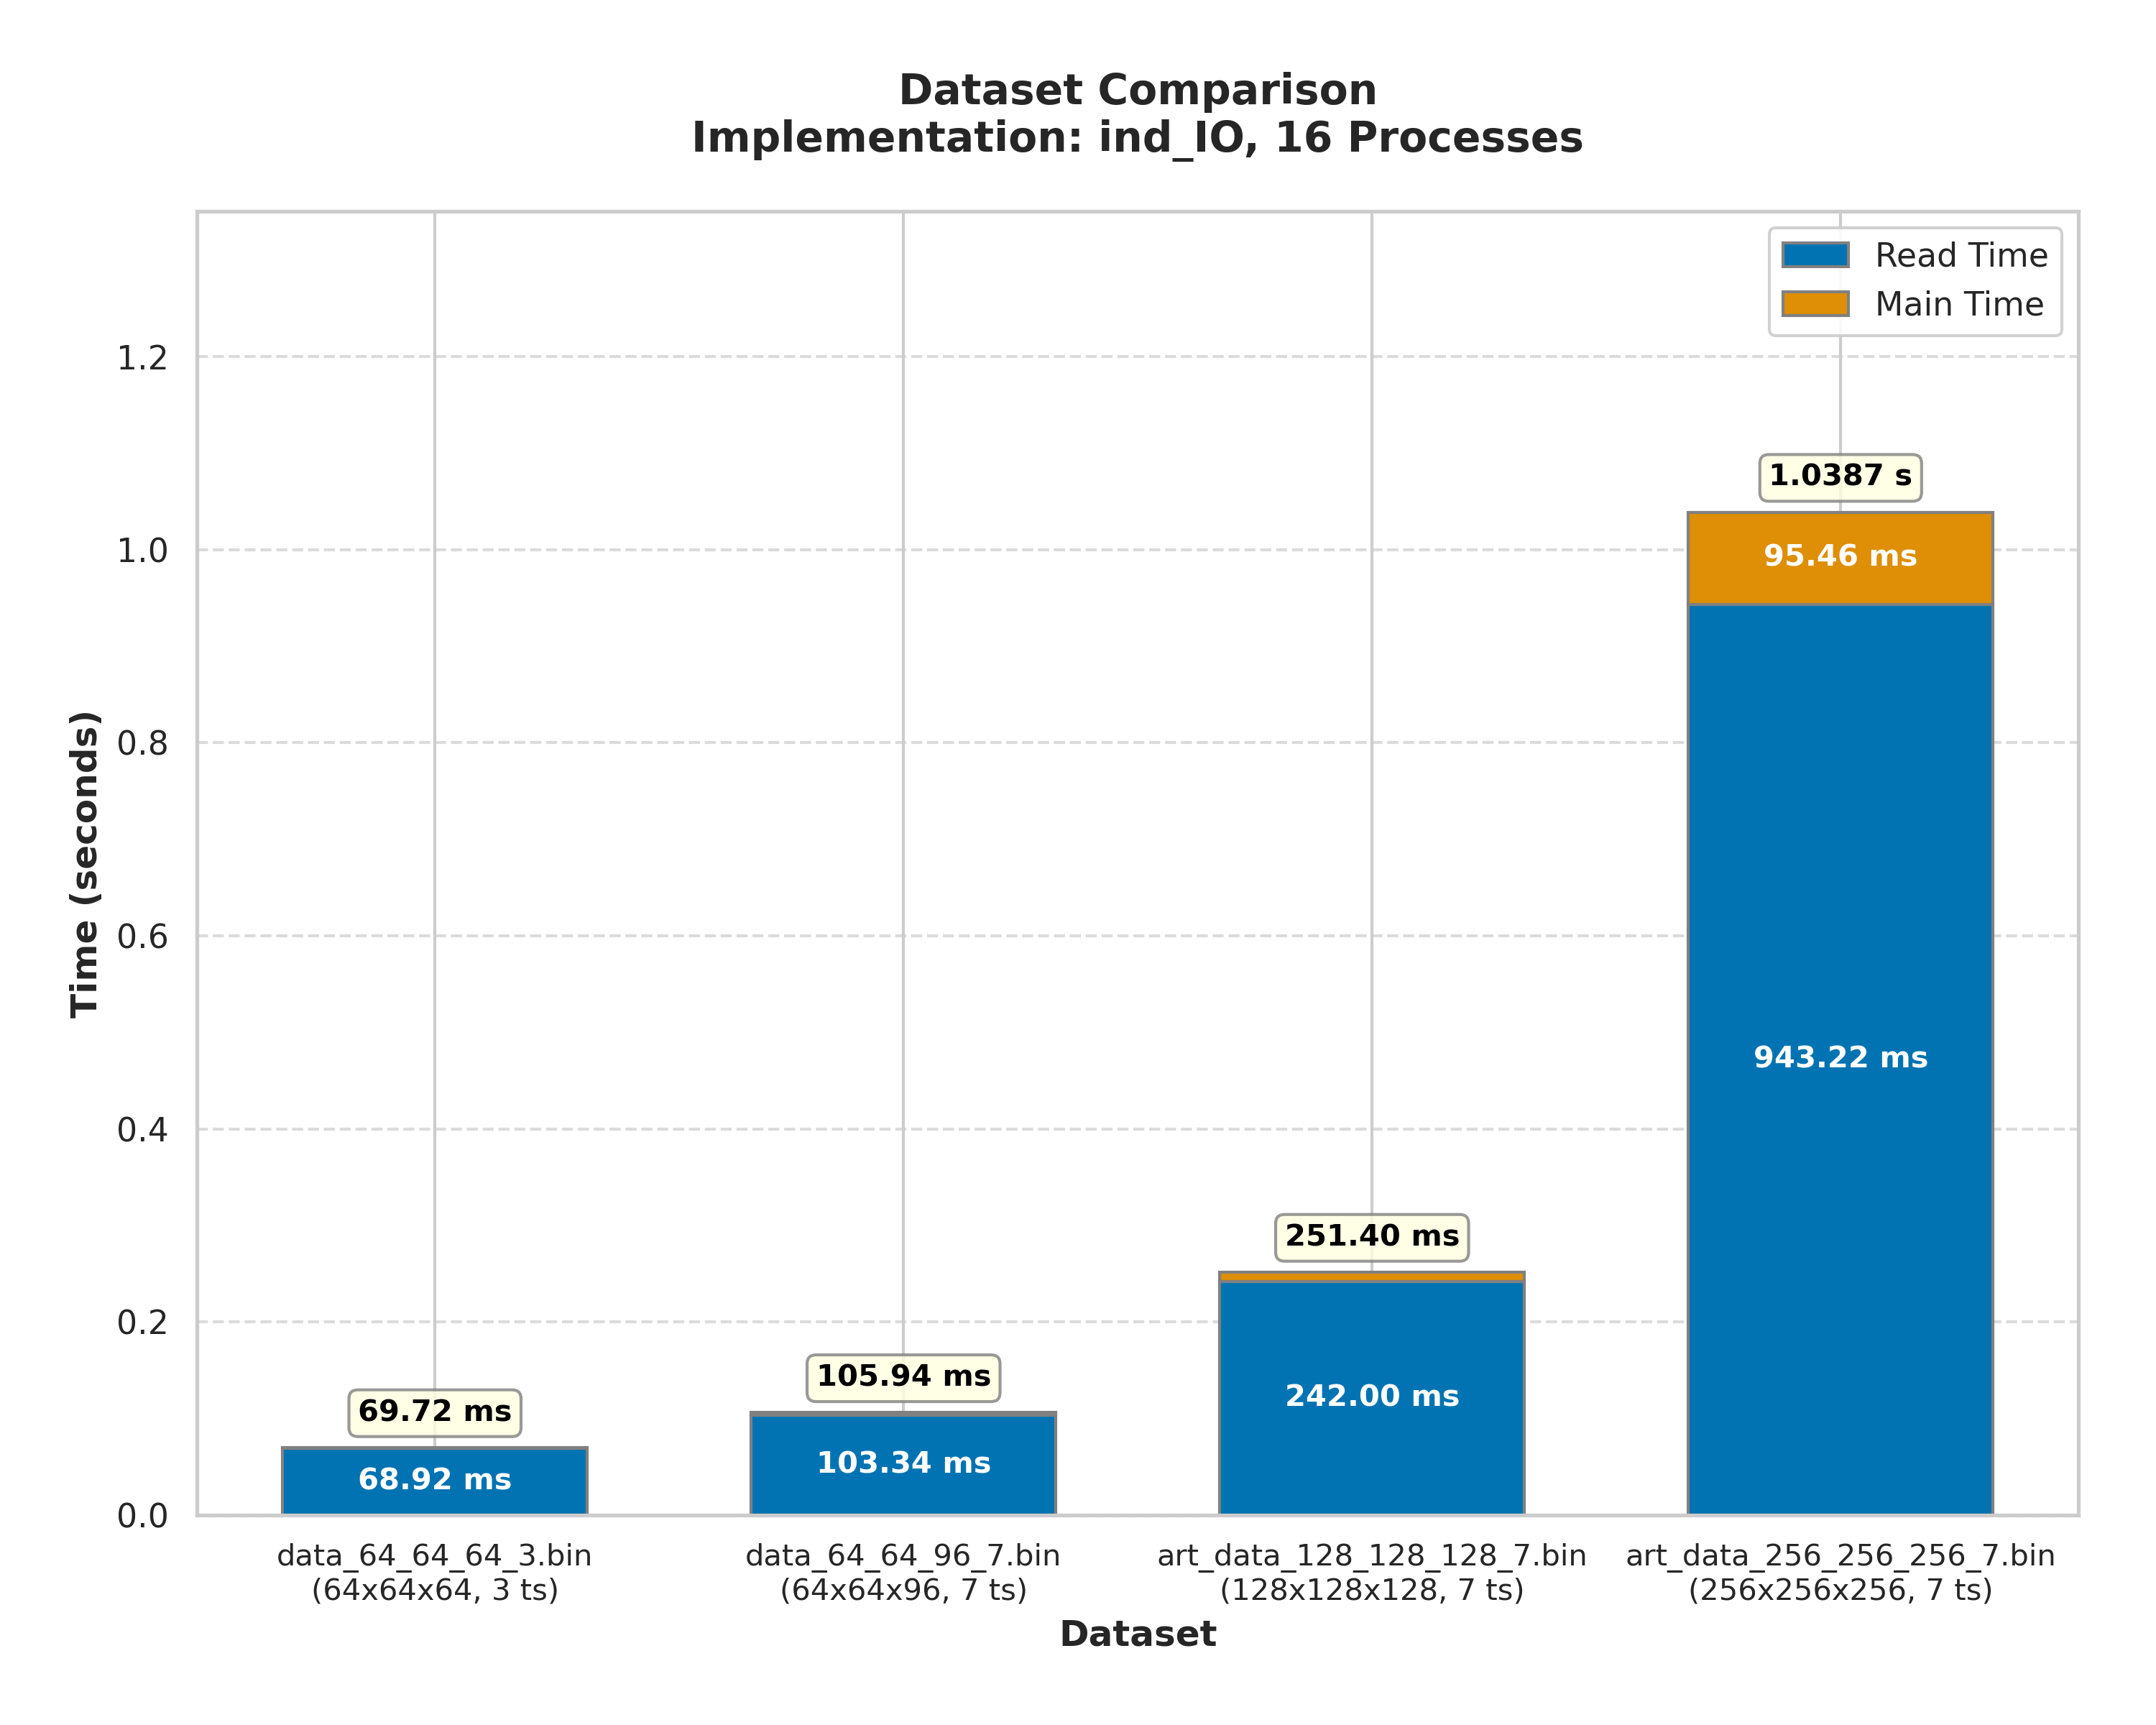 Dataset Comparison
Implementation: ind_IO, 16 Processes
Read Time
Main Time
Time (seconds)
1.2
1.0
0.8
0.6
0.4
0.2
0.0
69.72 ms
68.92 ms
105.94 ms
103.34 ms
251.40 ms
242.00 ms
1.0387 s
95.46 ms
943.22 ms
data_64_64_64_3.bin
(64x64x64, 3 ts)
data_64_64_96_7.bin
(64x64x96, 7 ts)
art_data_128_128_128_7.bin
(128x128x128, 7 ts)
art_data_256_256_256_7.bin
(256x256x256, 7 ts)
Dataset